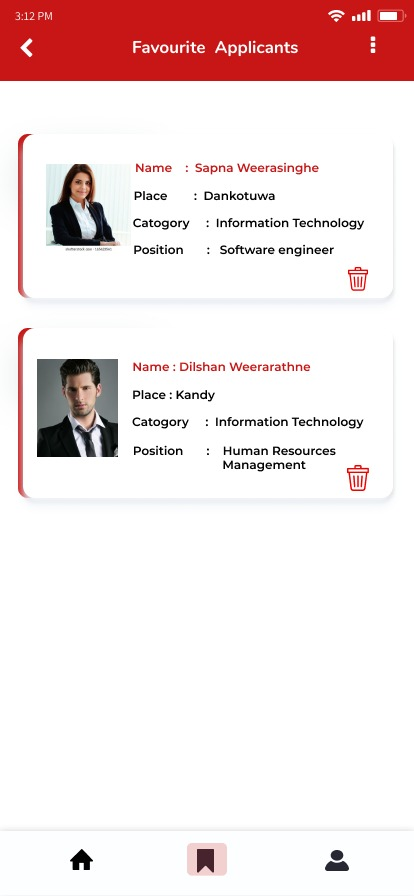 3:12 PM
Favourite Applicants
Name : Sapna Weerasinghe
Place : Dankotuwa
Catogory : Information Technology
Position : Software engineer
Name : Dilshan Weerarathne
Place : Kandy
Catogory : Information Technology
Position : Human Resources
Management